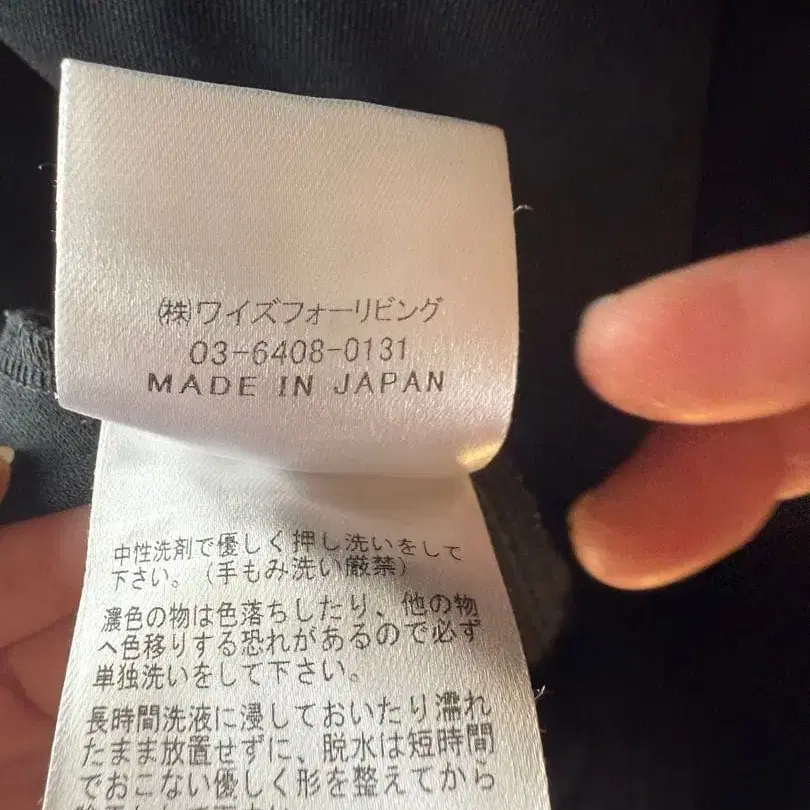 ㈱ワイズフォーリビング
03-6408-0131
MADE IN JAPAN
中性洗剤で優しく押し洗いをして
下さい。(手もみ洗い厳禁)
濃色の物は色落ちしたり、他の物
へ色移りする恐れがあるので必ず
単独洗いをして下さい。
長時間洗液に浸しておいたり濡れ
たまま放置せずに、脱水は短時間
でおこない優しく形を整えてから